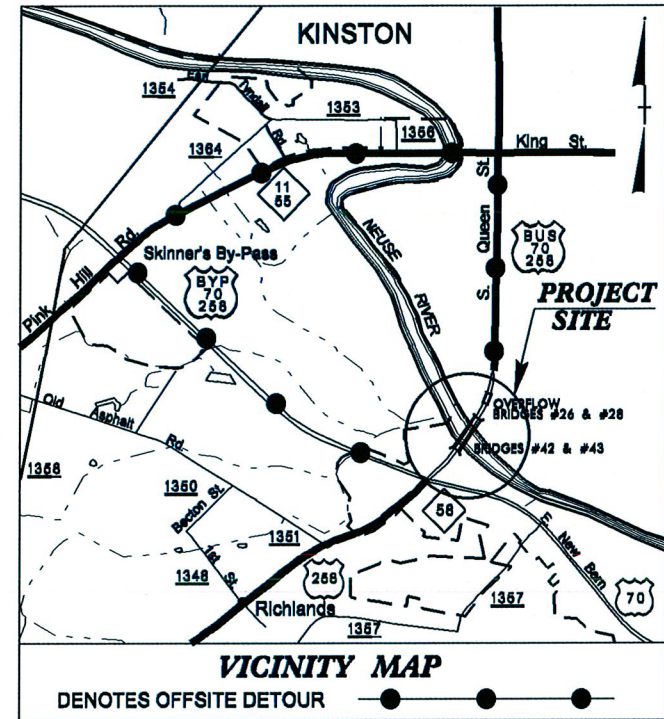 KINSTON
1354
Earl
Tyndall
Rd.
1353
1356
1364
King St.
11
55
S. Queen St.
BUS
70
258
NEUSE
RIVER
Pink Hill Rd.
Skinner's By-Pass
BYP
70
258
PROJECT
SITE
OVERFLOW
BRIDGES #26 & #28
BRIDGES #42 & #43
Old Asphalt Rd.
1358
1350
Becton St.
1351
1st St.
1348
58
258
Richlands
E. New Bern
70
1357
1357
VICINITY MAP
DENOTES OFFSITE DETOUR